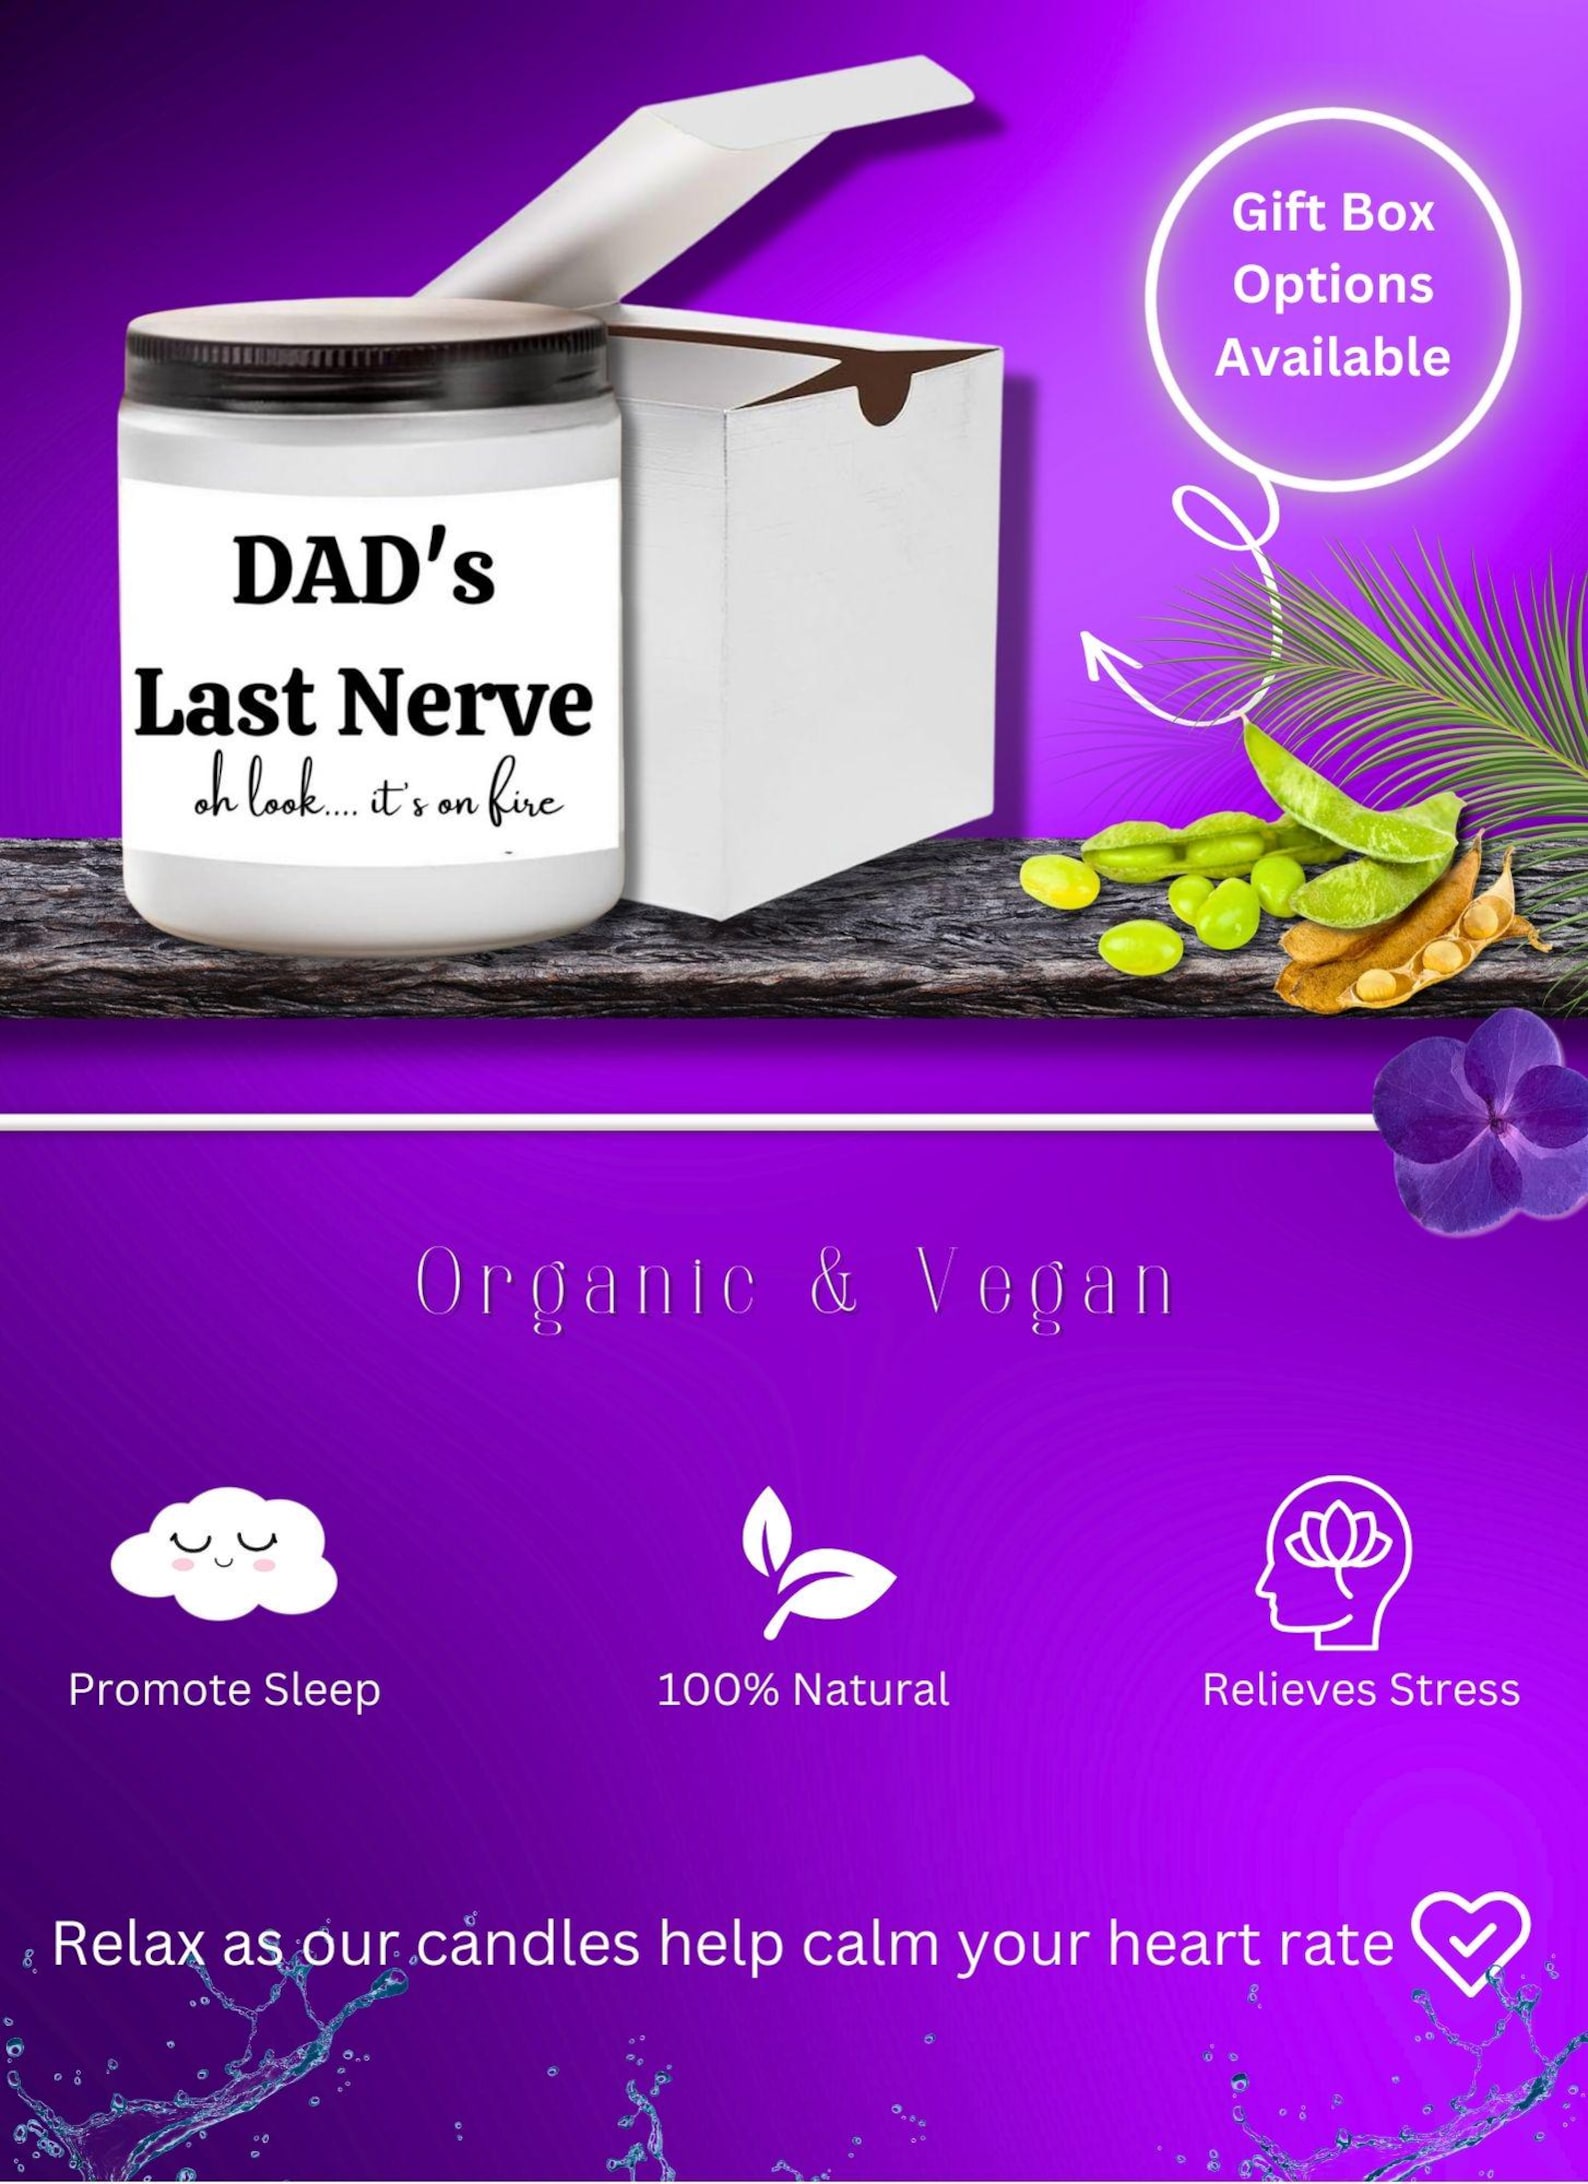 Gift Box
Options
Available
DAD's
Last Nerve
oh look.... it's on fire
Organic & Vegan
Promote Sleep
100% Natural
Relieves Stress
Relax as our candles help calm your heart rate